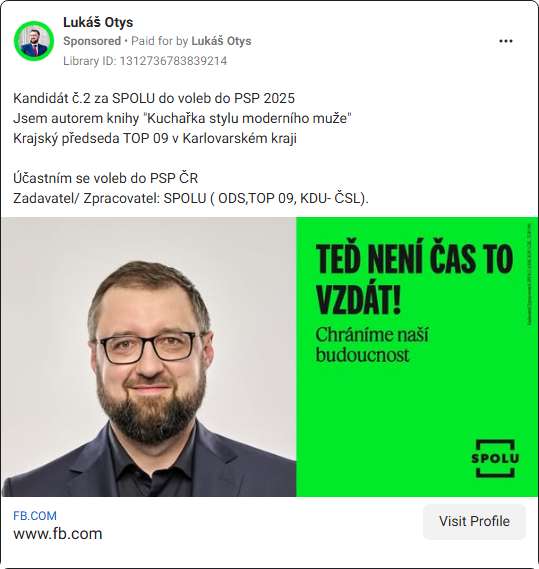 Lukáš Otys
Sponsored • Paid for by Lukáš Otys
Library ID: 1312736783839214
Kandidát č.2 za SPOLU do voleb do PSP 2025
Jsem autorem knihy "Kuchařka stylu moderního muže"
Krajský předseda TOP 09 v Karlovarském kraji
Účastním se voleb do PSP ČR
Zadavatel/ Zpracovatel: SPOLU ( ODS,TOP 09, KDU- ČSL).
TEĎ NENÍ ČAS TO
VZDÁT!
Chráníme naší
budoucnost
SPOLU
FB.COM
www.fb.com
Visit Profile